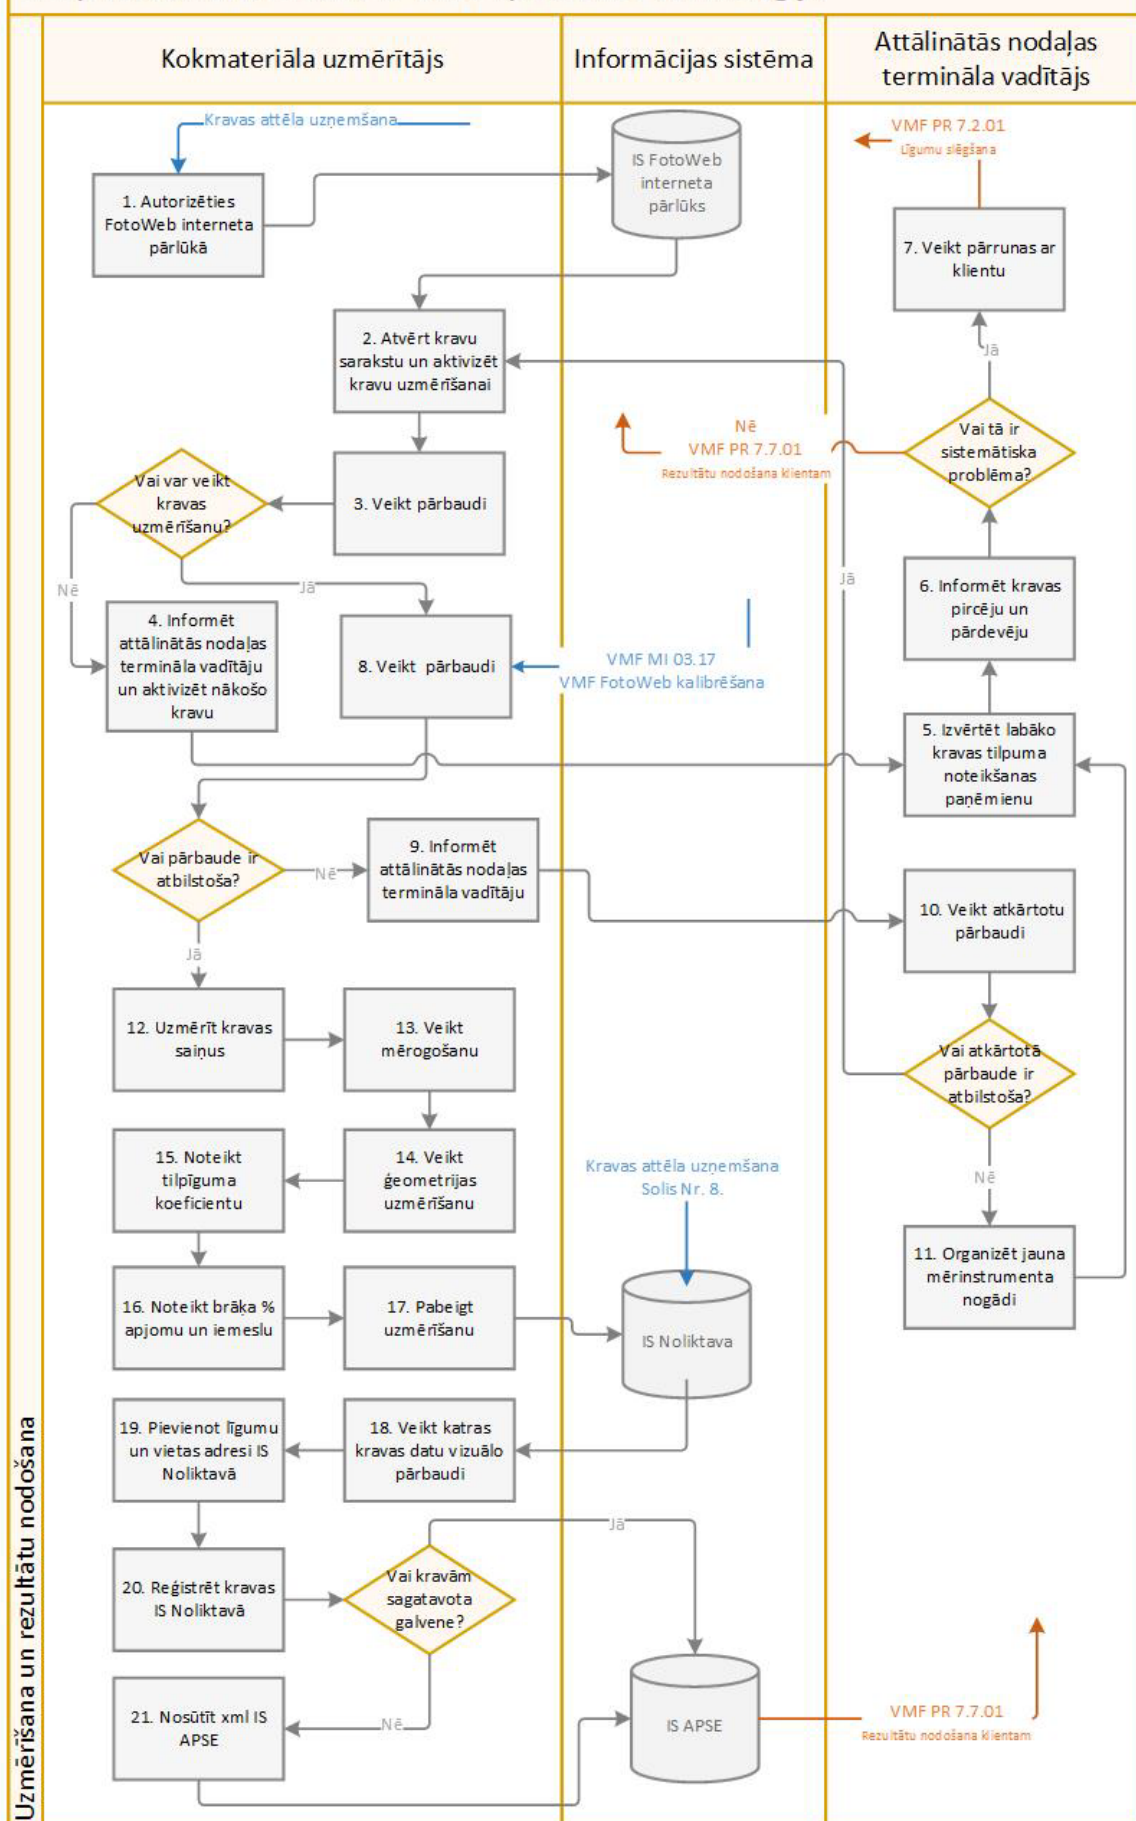 Kokmateriāla uzmērītājs
Informācijas sistēma
Attālinātās nodaļas
termināla vadītājs
Kravas attēla uzņemšana
1. Autorizēties
FotoWeb interneta
pārlūkā
IS FotoWeb
interneta
pārlūks
VMF PR 7.2.01
Līgumu slēgšana
7. Veikt pārrunas ar
klientu
2. Atvērt kravu
sarakstu un aktivizēt
kravu uzmērīšanai
Jā
Nē
VMF PR 7.7.01
Rezultātu nodošana klientam
Vai tā ir
sistemātiska
problēma?
Vai var veikt
kravas
uzmērīšanu?
3. Veikt pārbaudi
Nē
Jā
Jā
6. Informēt kravas
pircēju un
pārdevēju
4. Informēt
attālinātās nodaļas
termināla vadītāju
un aktivizēt nākošo
kravu
8. Veikt pārbaudi
VMF MI 03.17
VMF FotoWeb kalibrēšana
5. Izvērtēt labāko
kravas tilpuma
noteikšanas
paņēmienu
Vai pārbaude ir
atbilstoša?
Nē
9. Informēt
attālinātās nodaļas
termināla vadītāju
10. Veikt atkārtotu
pārbaudi
Jā
12. Uzmērīt kravas
saiņus
13. Veikt
mērogošanu
Vai atkārtotā
pārbaude ir
atbilstoša?
15. Noteikt
tilpīguma
koeficientu
14. Veikt
ģeometrijas
uzmērīšanu
Kravas attēla uzņemšana
Solis Nr. 8.
Nē
11. Organizēt jauna
mērinstrumenta
nogādi
16. Noteikt brāķa %
apjomu un iemeslu
17. Pabeigt
uzmērīšanu
IS Noliktava
19. Pievienot līgumu
un vietas adresi IS
Noliktavā
18. Veikt katras
kravas datu vizuālo
pārbaudi
Jā
20. Reģistrēt kravas
IS Noliktavā
Vai kravām
sagatavota
galvene?
21. Nosūtīt xml IS
APSE
Nē
IS APSE
VMF PR 7.7.01
Rezultātu nodošana klientam
Uzmērīšana un rezultātu nodošana